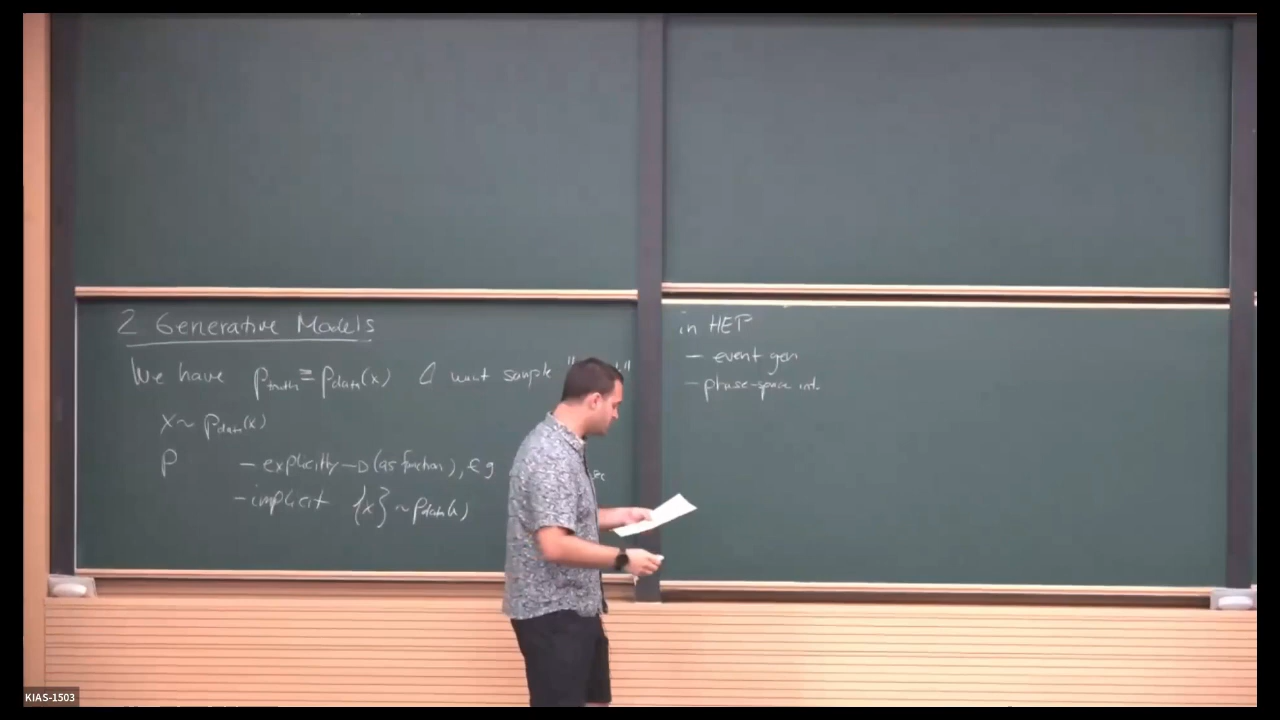 2 Generative Models
We have p_truth ≡ p_data(x) & want sample "
x ~ p_data(x)
p – explicitly → (as function), e.g
– implicit {x} ~ p_data(x)
in HEP
– event gen
– phase-space int.
KIAS-1503